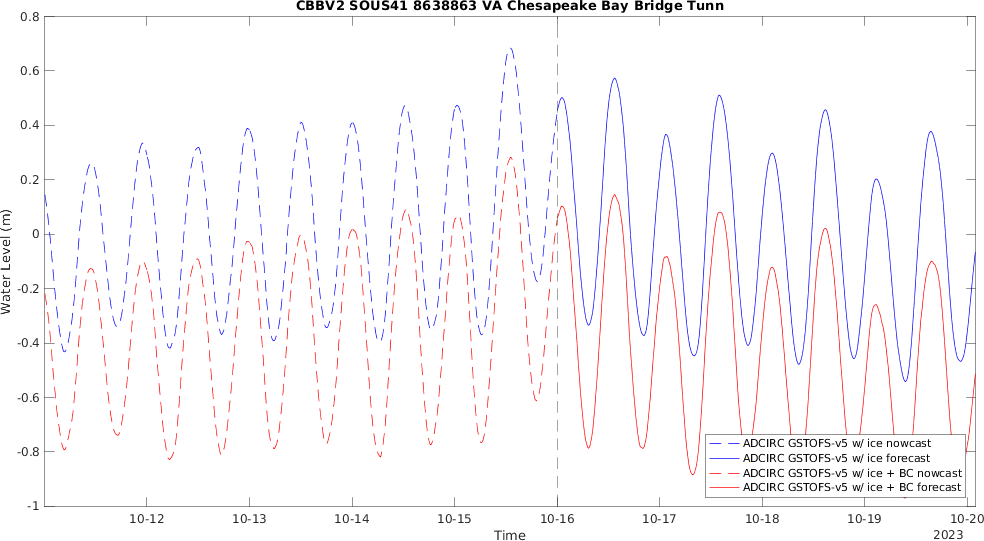 CBBV2 SOUS41 8638863 VA Chesapeake Bay Bridge Tunn
0.8
0.6
0.4
0.2
0
-0.2
-0.4
-0.6
-0.8
-1
Water Level (m)
10-12 10-13 10-14 10-15 10-16 10-17 10-18 10-19 10-20
Time
2023
ADCIRC GSTOFS-v5 w/ ice nowcast
ADCIRC GSTOFS-v5 w/ ice forecast
ADCIRC GSTOFS-v5 w/ ice + BC nowcast
ADCIRC GSTOFS-v5 w/ ice + BC forecast